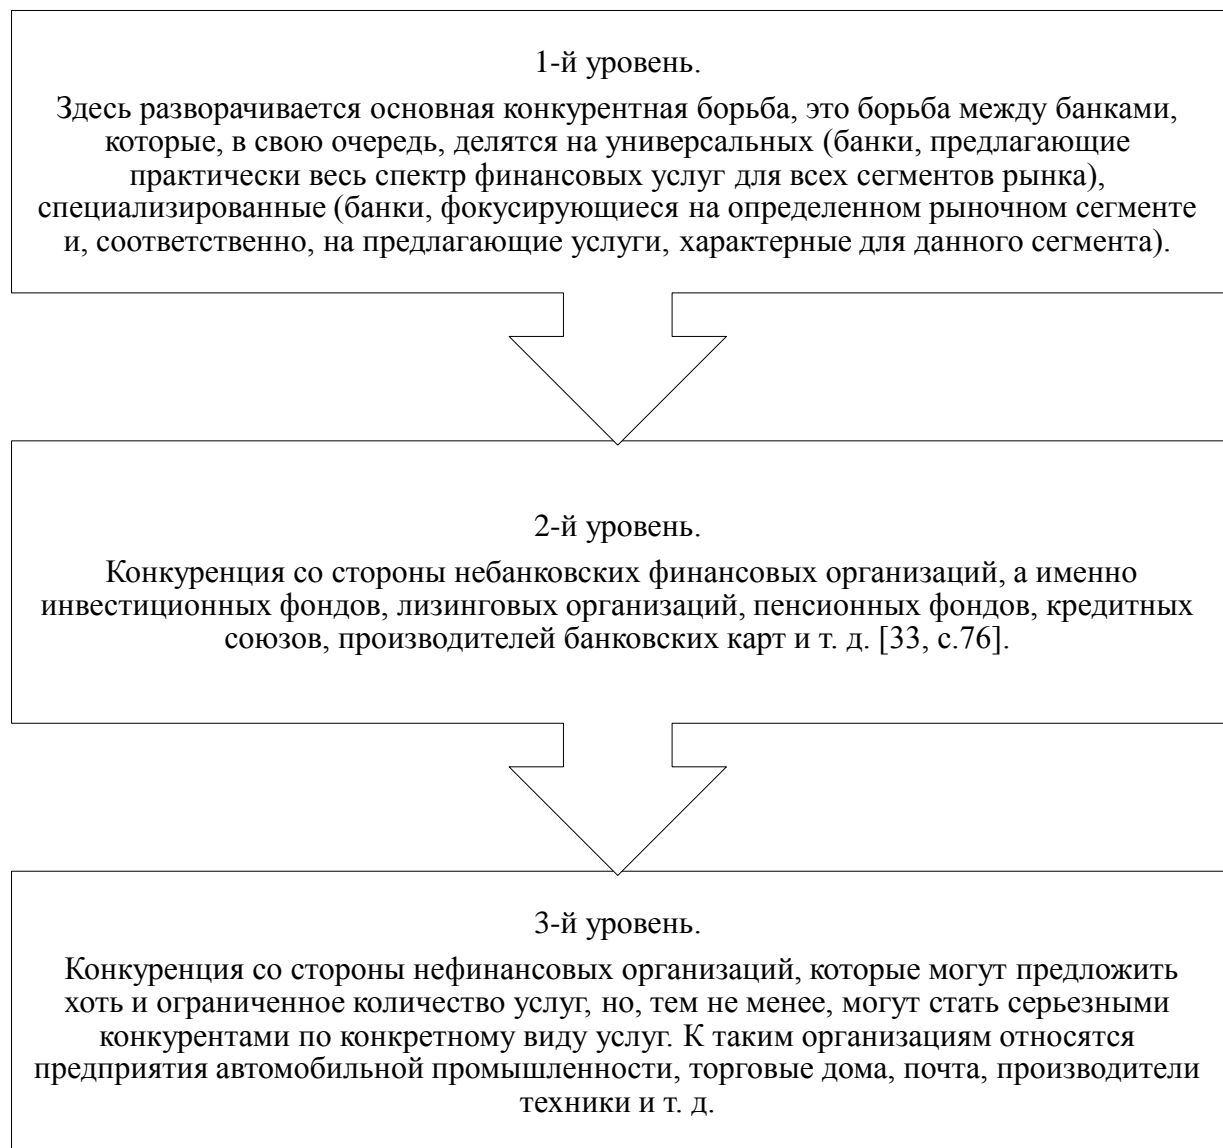 1-й уровень.
Здесь разворачивается основная конкурентная борьба, это борьба между банками,
которые, в свою очередь, делятся на универсальных (банки, предлагающие
практически весь спектр финансовых услуг для всех сегментов рынка),
специализированные (банки, фокусирующиеся на определенном рыночном сегменте
и, соответственно, на предлагающие услуги, характерные для данного сегмента).
2-й уровень.
Конкуренция со стороны небанковских финансовых организаций, а именно
инвестиционных фондов, лизинговых организаций, пенсионных фондов, кредитных
союзов, производителей банковских карт и т. д. [33, с.76].
3-й уровень.
Конкуренция со стороны нефинансовых организаций, которые могут предложить
хоть и ограниченное количество услуг, но, тем не менее, могут стать серьезными
конкурентами по конкретному виду услуг. К таким организациям относятся
предприятия автомобильной промышленности, торговые дома, почта, производители
техники и т. д.